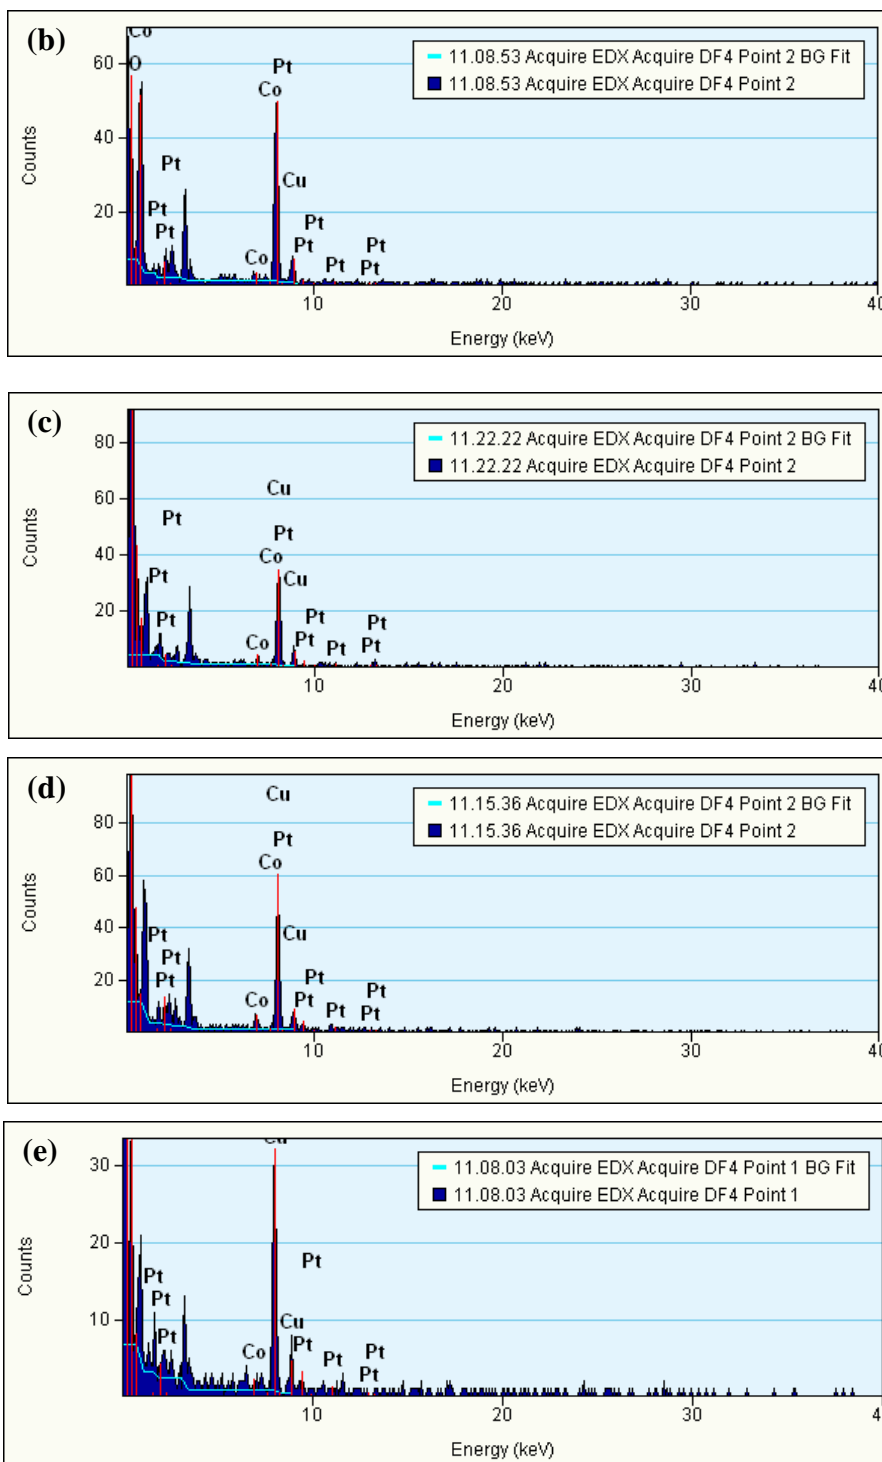 (b)
Co
O
Pt
Co
Pt
Cu
Pt
Pt
Pt
Pt
Pt
Co
Pt
Pt
11.08.53 Acquire EDX Acquire DF4 Point 2 BG Fit
11.08.53 Acquire EDX Acquire DF4 Point 2
60
40
20
Counts
10
20
30
40
Energy (keV)
(c)
Cu
Pt
Pt
Co
Pt
Cu
Pt
Pt
Pt
Co
Pt
Pt
Pt
11.22.22 Acquire EDX Acquire DF4 Point 2 BG Fit
11.22.22 Acquire EDX Acquire DF4 Point 2
80
60
40
20
Counts
10
20
30
40
Energy (keV)
(d)
Cu
Pt
Co
Pt
Cu
Pt
Pt
Pt
Pt
Co
Pt
Pt
Pt
11.15.36 Acquire EDX Acquire DF4 Point 2 BG Fit
11.15.36 Acquire EDX Acquire DF4 Point 2
80
60
40
20
Counts
10
20
30
40
Energy (keV)
(e)
Cu
Pt
Pt
Pt
Cu
Pt
Pt
Co
Pt
Pt
Pt
11.08.03 Acquire EDX Acquire DF4 Point 1 BG Fit
11.08.03 Acquire EDX Acquire DF4 Point 1
30
20
10
Counts
10
20
30
4
Energy (keV)